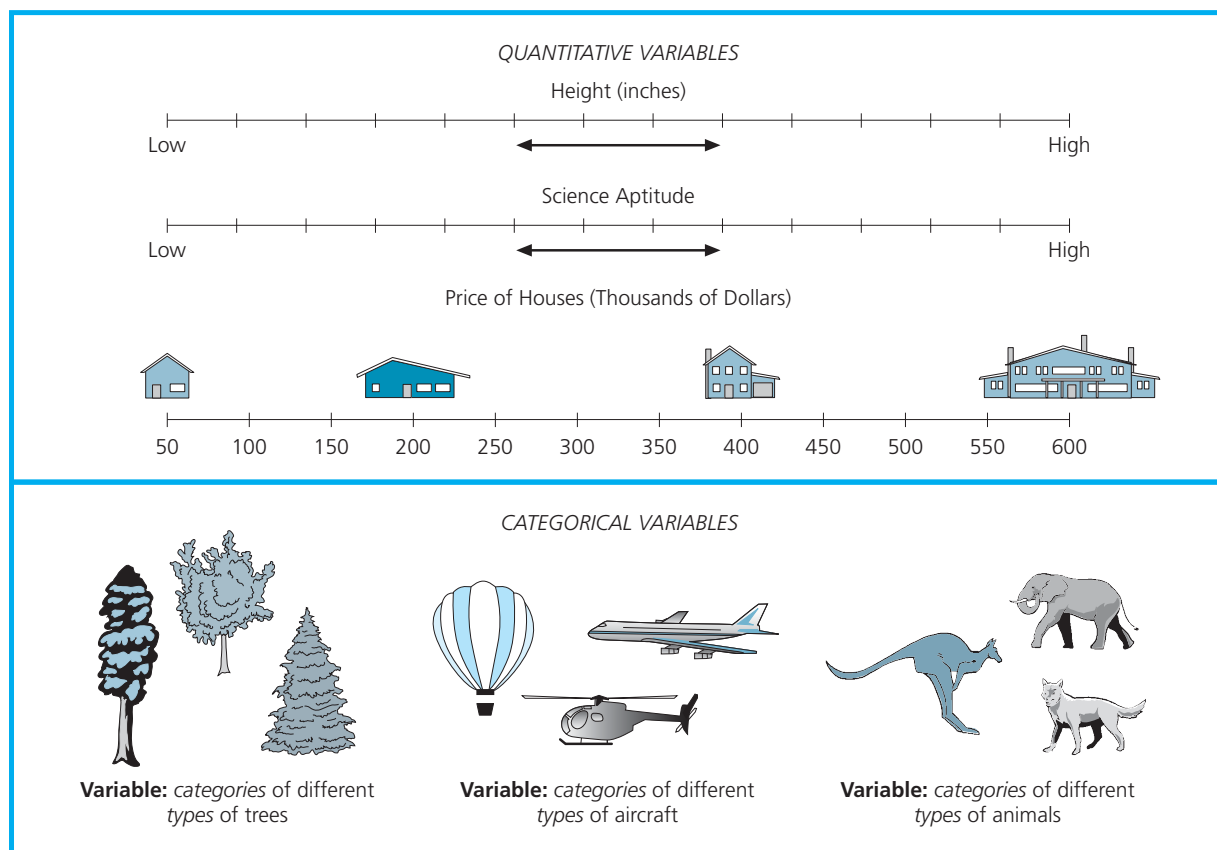 QUANTITATIVE VARIABLES
Height (inches)
Low High
Science Aptitude
Low High
Price of Houses (Thousands of Dollars)
50 100 150 200 250 300 350 400 450 500 550 600
CATEGORICAL VARIABLES
Variable: categories of different
types of trees
Variable: categories of different
types of aircraft
Variable: categories of different
types of animals